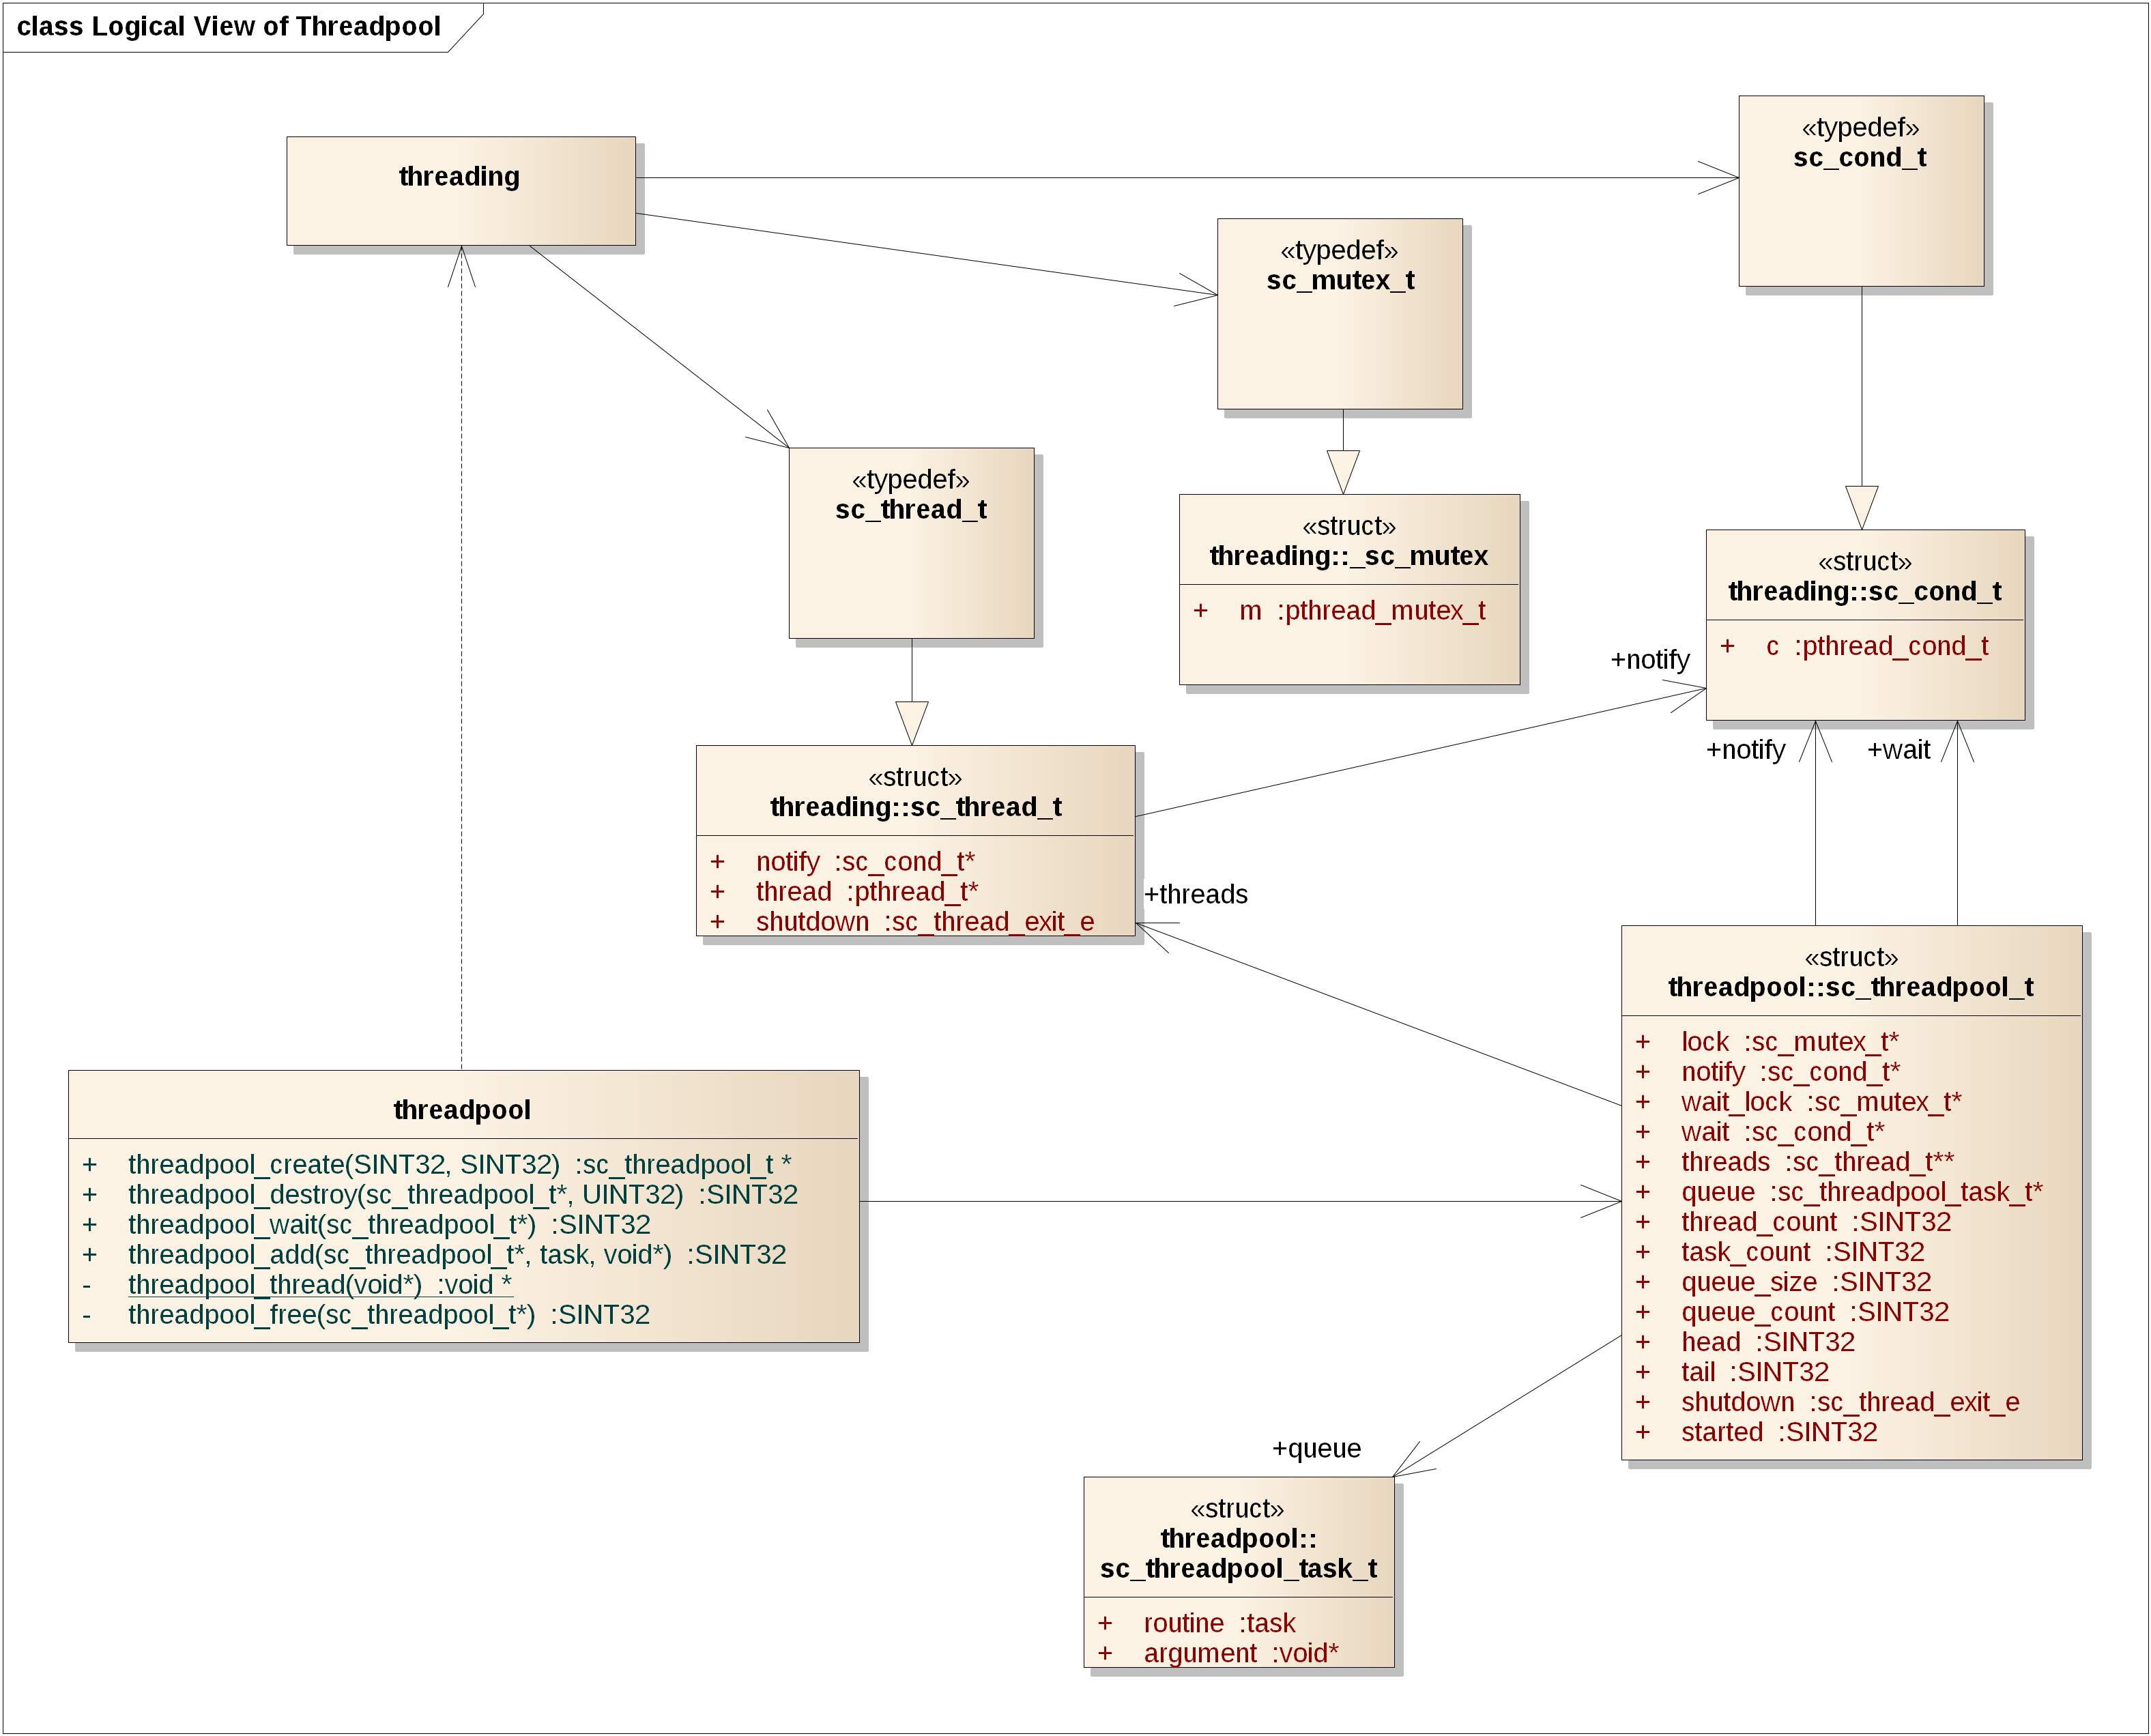 class Logical View of Threadpool
threading
«typedef»
sc_cond_t
«typedef»
sc_mutex_t
«typedef»
sc_thread_t
«struct»
threading::_sc_mutex
+ m :pthread_mutex_t
«struct»
threading::sc_cond_t
+ c :pthread_cond_t
+notify
+notify
+wait
«struct»
threading::sc_thread_t
+ notify :sc_cond_t*
+ thread :pthread_t*
+ shutdown :sc_thread_exit_e
+threads
«struct»
threadpool::sc_threadpool_t
+ lock :sc_mutex_t*
+ notify :sc_cond_t*
+ wait_lock :sc_mutex_t*
+ wait :sc_cond_t*
+ threads :sc_thread_t**
+ queue :sc_threadpool_task_t*
+ thread_count :SINT32
+ task_count :SINT32
+ queue_size :SINT32
+ queue_count :SINT32
+ head :SINT32
+ tail :SINT32
+ shutdown :sc_thread_exit_e
+ started :SINT32
threadpool
+ threadpool_create(SINT32, SINT32) :sc_threadpool_t *
+ threadpool_destroy(sc_threadpool_t*, UINT32) :SINT32
+ threadpool_wait(sc_threadpool_t*) :SINT32
+ threadpool_add(sc_threadpool_t*, task, void*) :SINT32
- threadpool_thread(void*) :void *
- threadpool_free(sc_threadpool_t*) :SINT32
+queue
«struct»
threadpool::
sc_threadpool_task_t
+ routine :task
+ argument :void*